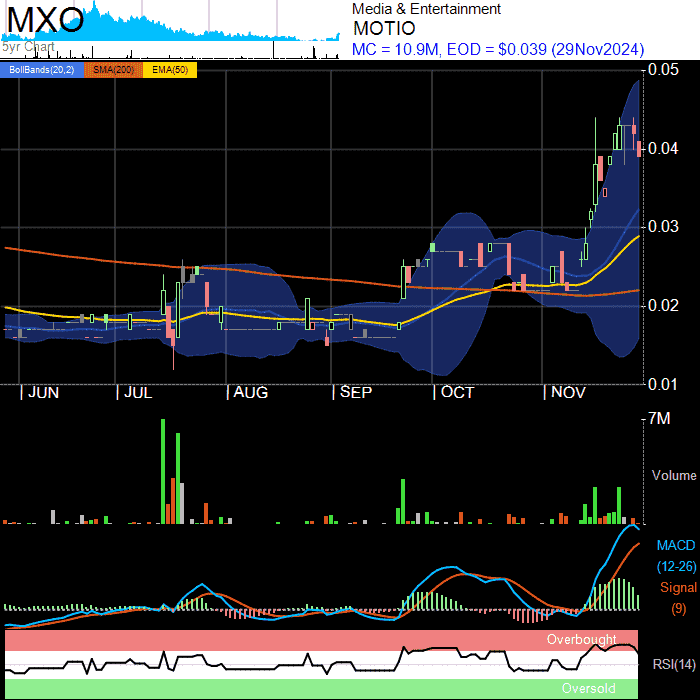 MXO
5yr Chart
Media & Entertainment
MOTIO
MC = 10.9M, EOD = $0.039 (29Nov2024)
BollBands(20,2) SMA(200) EMA(50)
0.05
0.04
0.03
0.02
0.01
JUN JUL AUG SEP OCT NOV
7M
Volume
MACD
(12-26)
Signal
(9)
Overbought
RSI(14)
Oversold